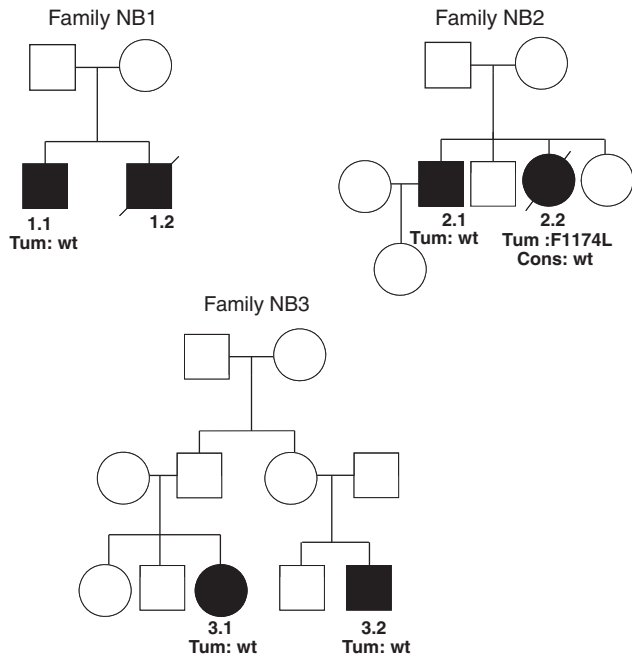 Family NB1
Family NB2
1.1
1.2
Tum: wt
2.1
2.2
Tum: wt
Tum :F1174L
Cons: wt
Family NB3
3.1
3.2
Tum: wt
Tum: wt